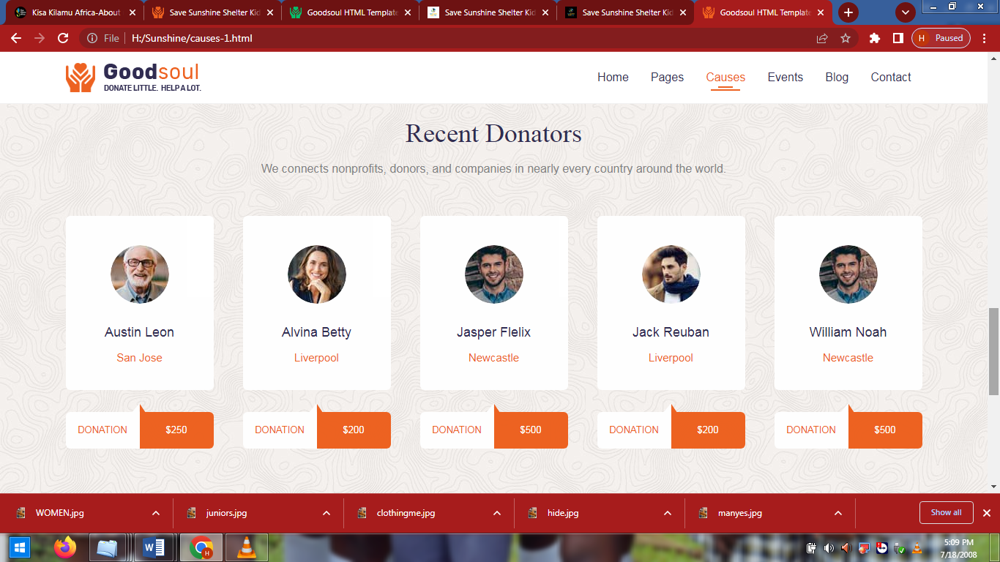 Kisa Kilamu Africa-About
Save Sunshine Shelter Kid
Goodsoul HTML Template
Save Sunshine Shelter Kid
Save Sunshine Shelter Kid
Goodsoul HTML Template
File
H:/Sunshine/causes-1.html
H
Paused
Goodsoul
DONATE LITTLE. HELP A LOT.
Home
Pages
Causes
Events
Blog
Contact
Recent Donators
We connects nonprofits, donors, and companies in nearly every country around the world.
Austin Leon
San Jose
DONATION
$250
Alvina Betty
Liverpool
DONATION
$200
Jasper Flelix
Newcastle
DONATION
$500
Jack Reuban
Liverpool
DONATION
$200
William Noah
Newcastle
DONATION
$500
WOMEN.jpg
juniors.jpg
clothingme.jpg
hide.jpg
manyes.jpg
Show all
W
H
5:09 PM
7/18/2008